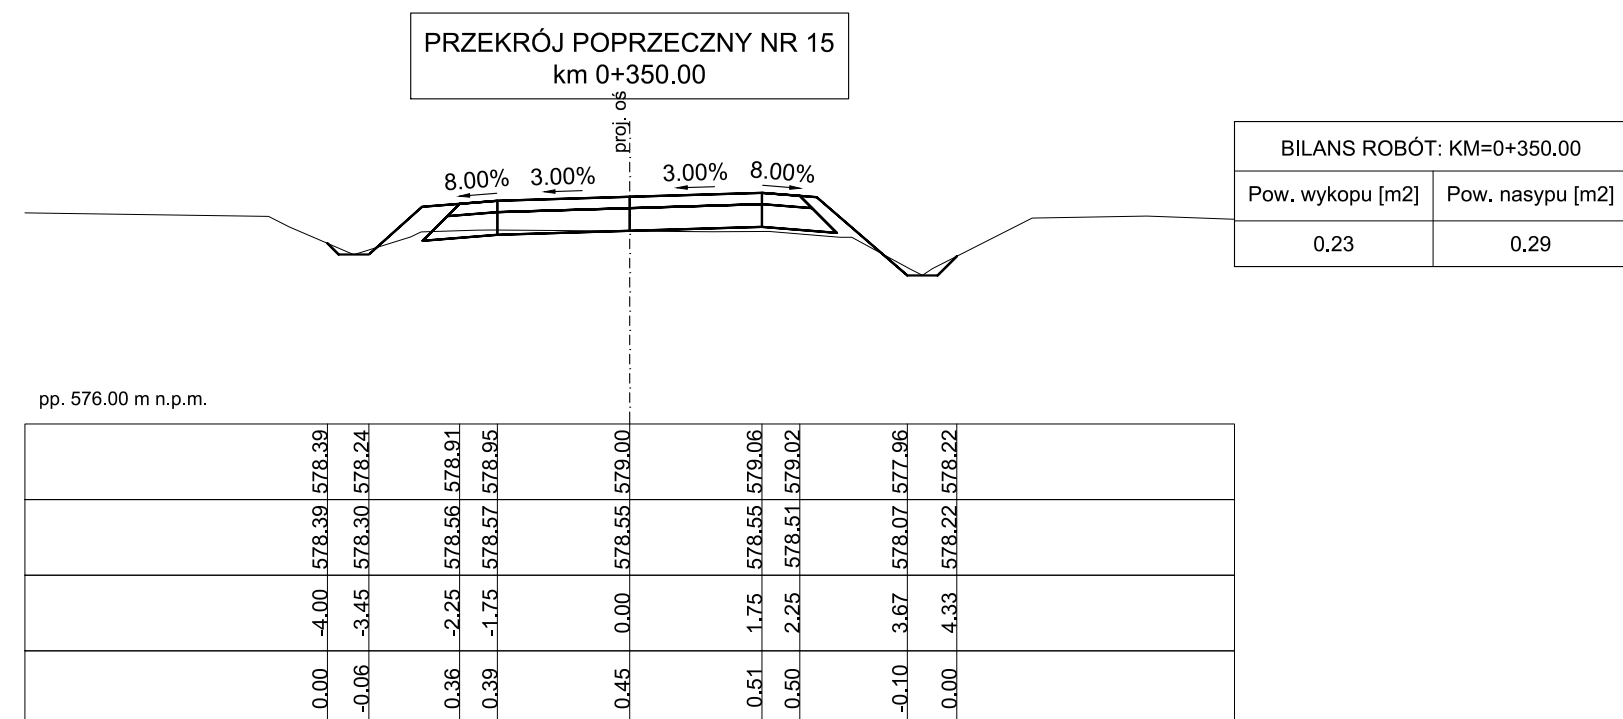 PRZEKRÓJ POPRZECZNY NR 15
km 0+350.00
proj. oś
BILANS ROBÓT: KM=0+350.00
Pow. wykopu [m2] Pow. nasypu [m2]
0.23 0.29
8.00% 3.00% 3.00% 8.00%
pp. 576.00 m n.p.m.
578.39 578.24 578.91 578.95 579.00 579.06 579.02 577.96 578.22
578.39 578.30 578.56 578.57 578.55 578.55 578.51 578.07 578.22
-4.00 -3.45 -2.25 -1.75 0.00 1.75 2.25 3.67 4.33
0.00 -0.06 0.36 0.39 0.45 0.51 0.50 -0.10 0.00